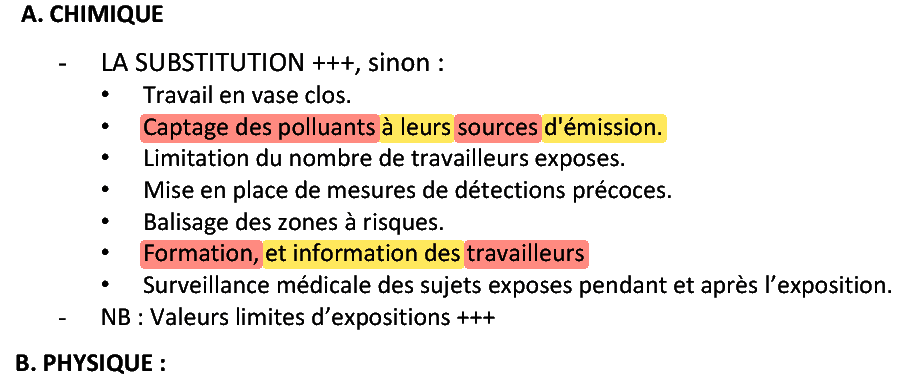 A. CHIMIQUE
- LA SUBSTITUTION +++, sinon :
• Travail en vase clos.
• Captage des polluants à leurs sources d'émission.
• Limitation du nombre de travailleurs exposes.
• Mise en place de mesures de détections précoces.
• Balisage des zones à risques.
• Formation, et information des travailleurs
• Surveillance médicale des sujets exposes pendant et après l’exposition.
- NB : Valeurs limites d’expositions +++
B. PHYSIQUE :